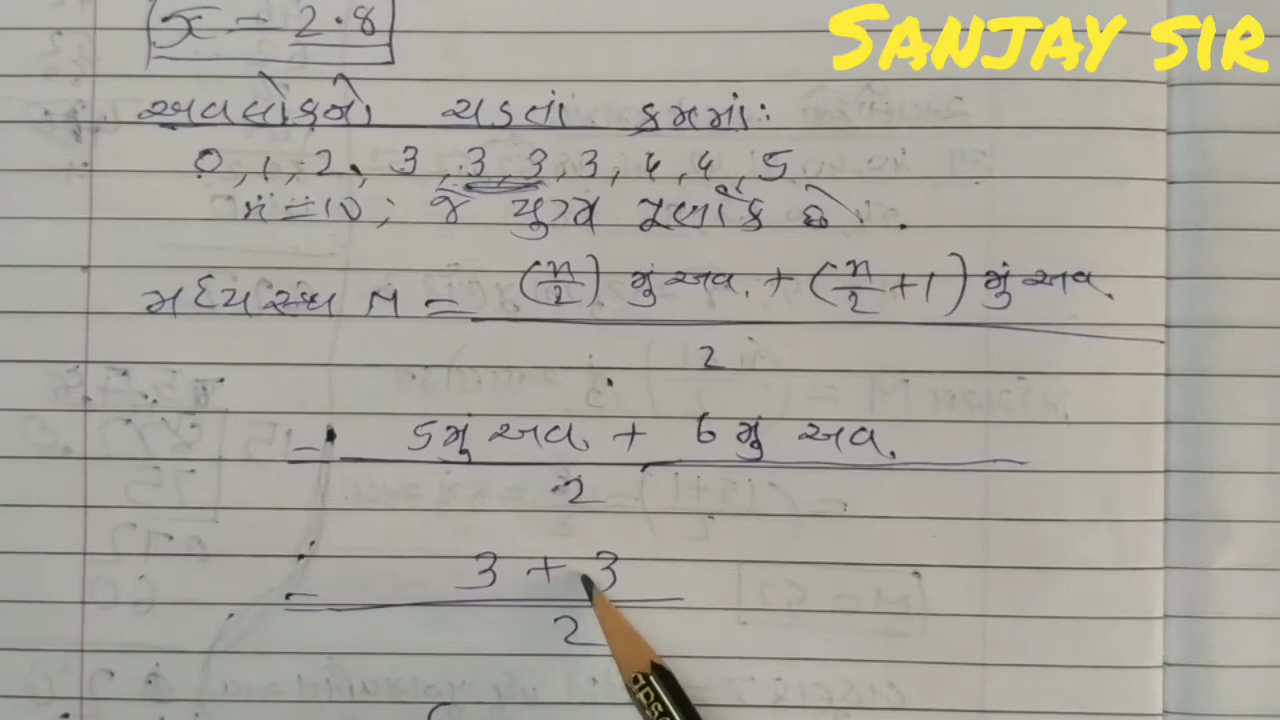 SANJAY SIR
x̄ = 2.8
અવલોકનો ચડતા ક્રમમાં:
0, 1, 2, 3, 3, 3, 3, 4, 4, 5
n = 10; જે યુગ્મ સંખ્યા છે.
મધ્યસ્થ M = (n/2) મું અવ. + (n/2 + 1) મું અવ.
2
= 5મું અવ. + 6 મું અવ.
2
= 3 + 3
2